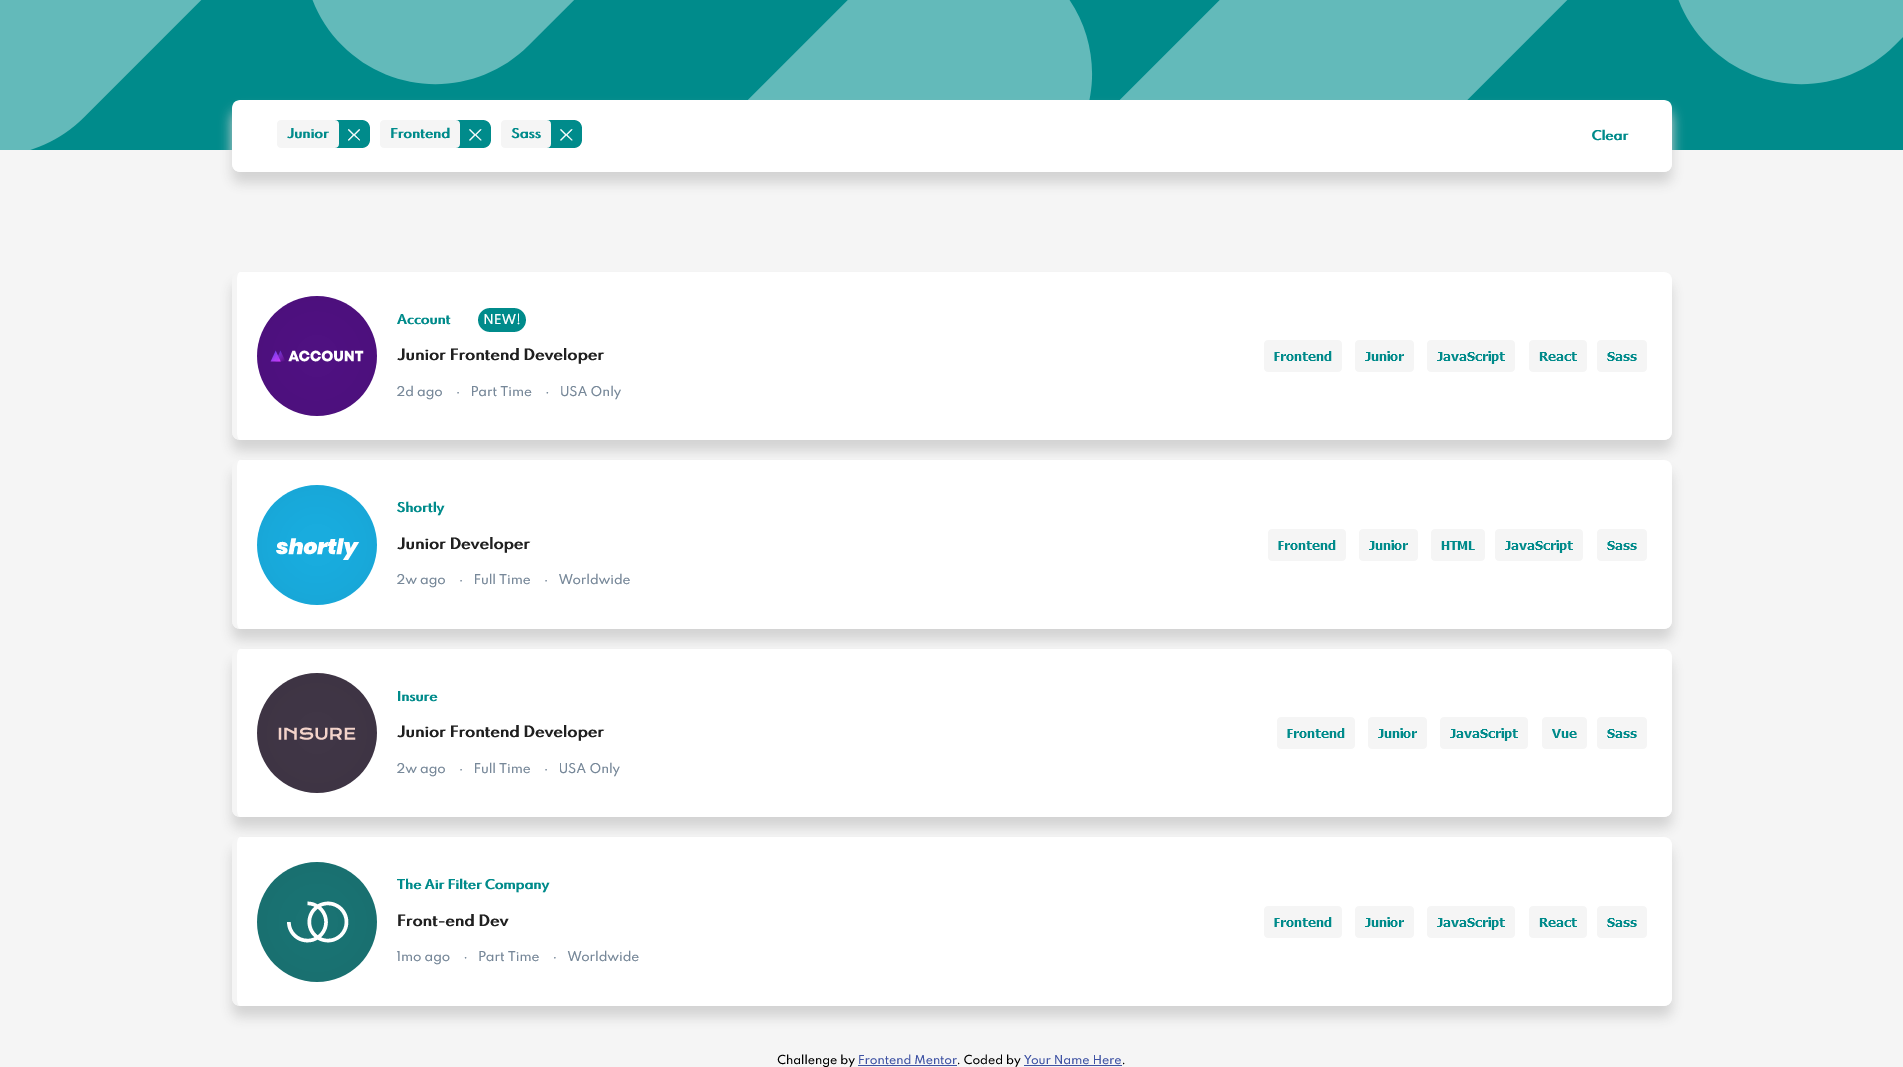 Junior Frontend Sass Clear
ACCOUNT
Account NEW!
Junior Frontend Developer
2d ago · Part Time · USA Only
Frontend Junior JavaScript React Sass
shortly
Shortly
Junior Developer
2w ago · Full Time · Worldwide
Frontend Junior HTML JavaScript Sass
INSURE
Insure
Junior Frontend Developer
2w ago · Full Time · USA Only
Frontend Junior JavaScript Vue Sass
The Air Filter Company
Front-end Dev
1mo ago · Part Time · Worldwide
Frontend Junior JavaScript React Sass
Challenge by Frontend Mentor. Coded by Your Name Here.